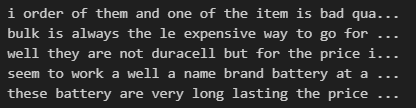 i order of them and one of the item is bad qua...
bulk is always the le expensive way to go for ...
well they are not duracell but for the price i...
seem to work a well a name brand battery at a ...
these battery are very long lasting the price ...